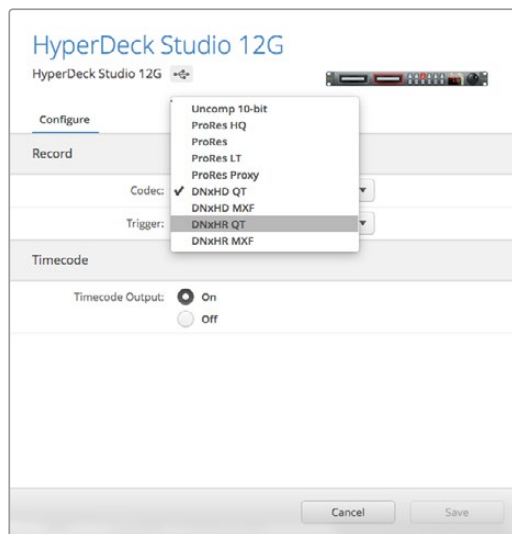 HyperDeck Studio 12G
HyperDeck Studio 12G
Configure
Record
Codec:
Uncomp 10-bit
ProRes HQ
ProRes
ProRes LT
ProRes Proxy
✓ DNxHD QT
DNxHD MXF
DNxHR QT
DNxHR MXF
Trigger:
Timecode
Timecode Output: On
Off
Cancel Save